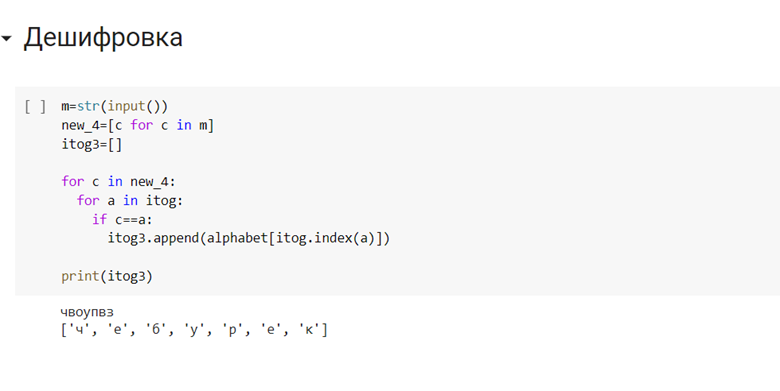 Дешифровка
[ ] m=str(input())
new_4=[c for c in m]
itog3=[]
for c in new_4:
for a in itog:
if c==a:
itog3.append(alphabet[itog.index(a)])
print(itog3)
чвоупвз
['ч', 'е', 'б', 'у', 'р', 'е', 'к']